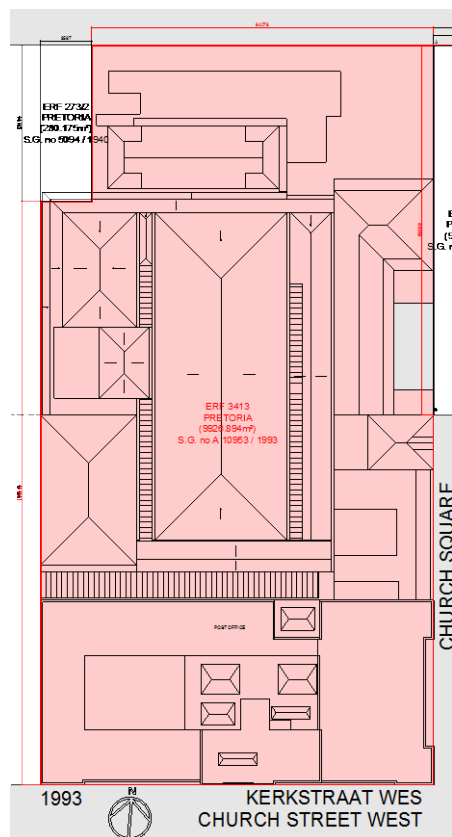 ERF 273/2
PRETORIA
(280.175m²)
S.G. no 5094 / 1940
ERF 3413
PRETORIA
(9926.894m²)
S.G. no A 10953 / 1993
POST OFFICE
CHURCH SQUARE
1993
N
KERKSTRAAT WES
CHURCH STREET WEST